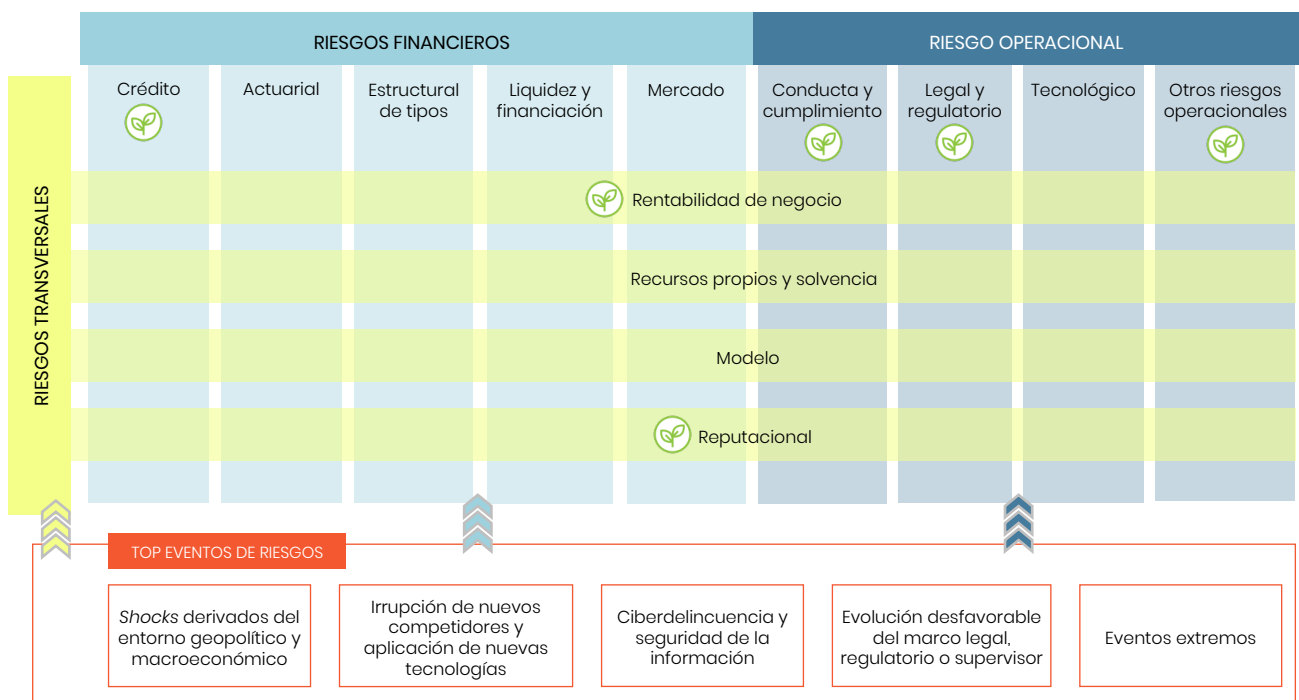 RIESGOS FINANCIEROS
RIESGO OPERACIONAL
RIESGOS TRANSVERSALES
Crédito
Actuarial
Estructural
de tipos
Liquidez y
financiación
Mercado
Conducta y
cumplimiento
Legal y
regulatorio
Tecnológico
Otros riesgos
operacionales
Rentabilidad de negocio
Recursos propios y solvencia
Modelo
Reputacional
TOP EVENTOS DE RIESGOS
Shocks derivados del
entorno geopolítico y
macroeconómico
Irrupción de nuevos
competidores y
aplicación de nuevas
tecnologías
Ciberdelincuencia y
seguridad de la
información
Evolución desfavorable
del marco legal,
regulatorio o supervisor
Eventos extremos